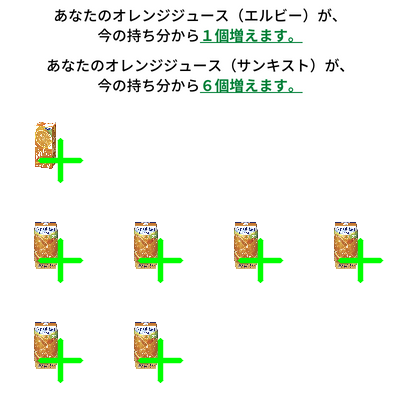 あなたのオレンジジュース（エルビー）が、
今の持ち分から１個増えます。
あなたのオレンジジュース（サンキスト）が、
今の持ち分から６個増えます。